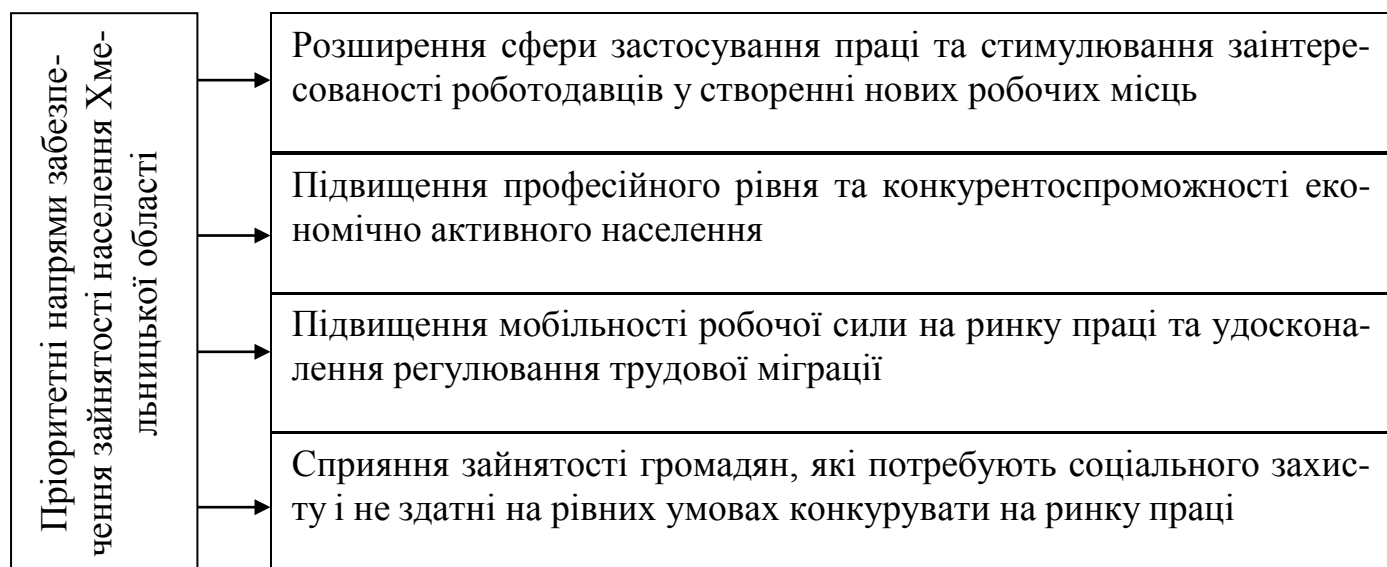 Пріоритетні напрями забезпе-
чення зайнятості населення Хме-
льницької області
Розширення сфери застосування праці та стимулювання заінтере-
сованості роботодавців у створенні нових робочих місць
Підвищення професійного рівня та конкурентоспроможності еко-
номічно активного населення
Підвищення мобільності робочої сили на ринку праці та удоскона-
лення регулювання трудової міграції
Сприяння зайнятості громадян, які потребують соціального захис-
ту і не здатні на рівних умовах конкурувати на ринку праці